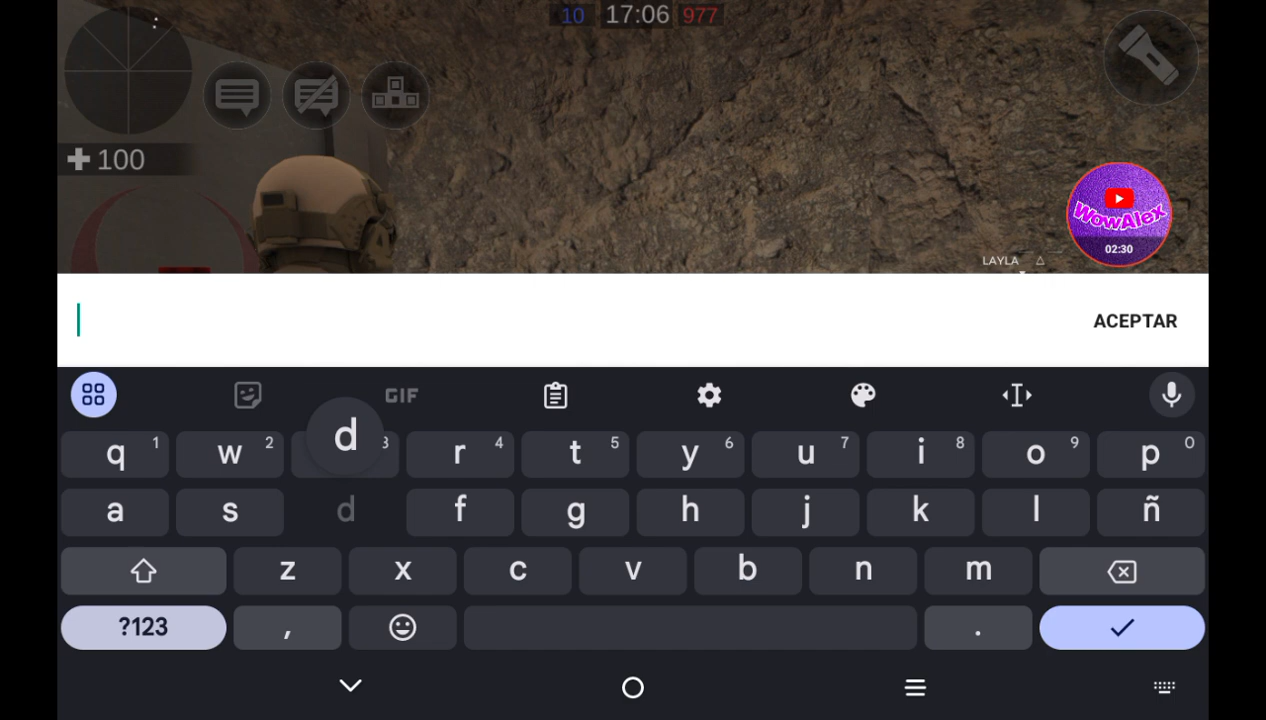 10 17:06 977
100
WowAlex
02:30
LAYLA
ACEPTAR
GIF
d
q 1 w 2 3 r 4 t 5 y 6 u 7 i 8 o 9 p 0
a s d f g h j k l ñ
z x c v b n m
?123 , .